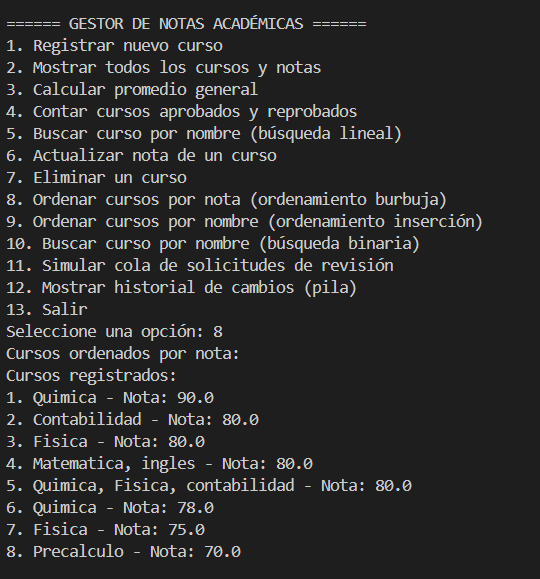 ====== GESTOR DE NOTAS ACADÉMICAS ======
1. Registrar nuevo curso
2. Mostrar todos los cursos y notas
3. Calcular promedio general
4. Contar cursos aprobados y reprobados
5. Buscar curso por nombre (búsqueda lineal)
6. Actualizar nota de un curso
7. Eliminar un curso
8. Ordenar cursos por nota (ordenamiento burbuja)
9. Ordenar cursos por nombre (ordenamiento inserción)
10. Buscar curso por nombre (búsqueda binaria)
11. Simular cola de solicitudes de revisión
12. Mostrar historial de cambios (pila)
13. Salir
Seleccione una opción: 8
Cursos ordenados por nota:
Cursos registrados:
1. Quimica - Nota: 90.0
2. Contabilidad - Nota: 80.0
3. Fisica - Nota: 80.0
4. Matematica, ingles - Nota: 80.0
5. Quimica, Fisica, contabilidad - Nota: 80.0
6. Quimica - Nota: 78.0
7. Fisica - Nota: 75.0
8. Precalculo - Nota: 70.0